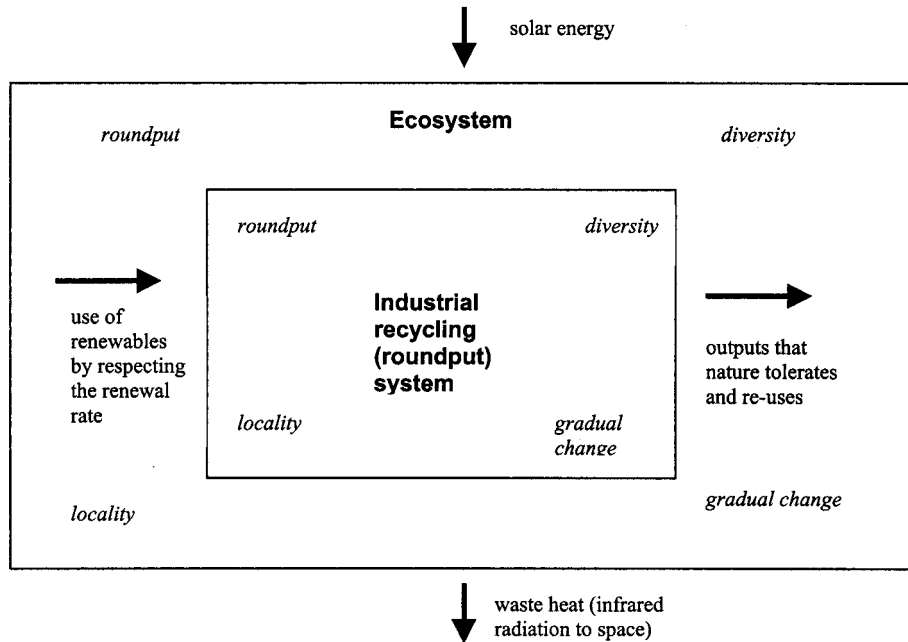 solar energy
Ecosystem
roundput
diversity
roundput
diversity
Industrial
recycling
(roundput)
system
use of
renewables
by respecting
the renewal
rate
outputs that
nature tolerates
and re-uses
locality
gradual
change
locality
gradual change
waste heat (infrared
radiation to space)